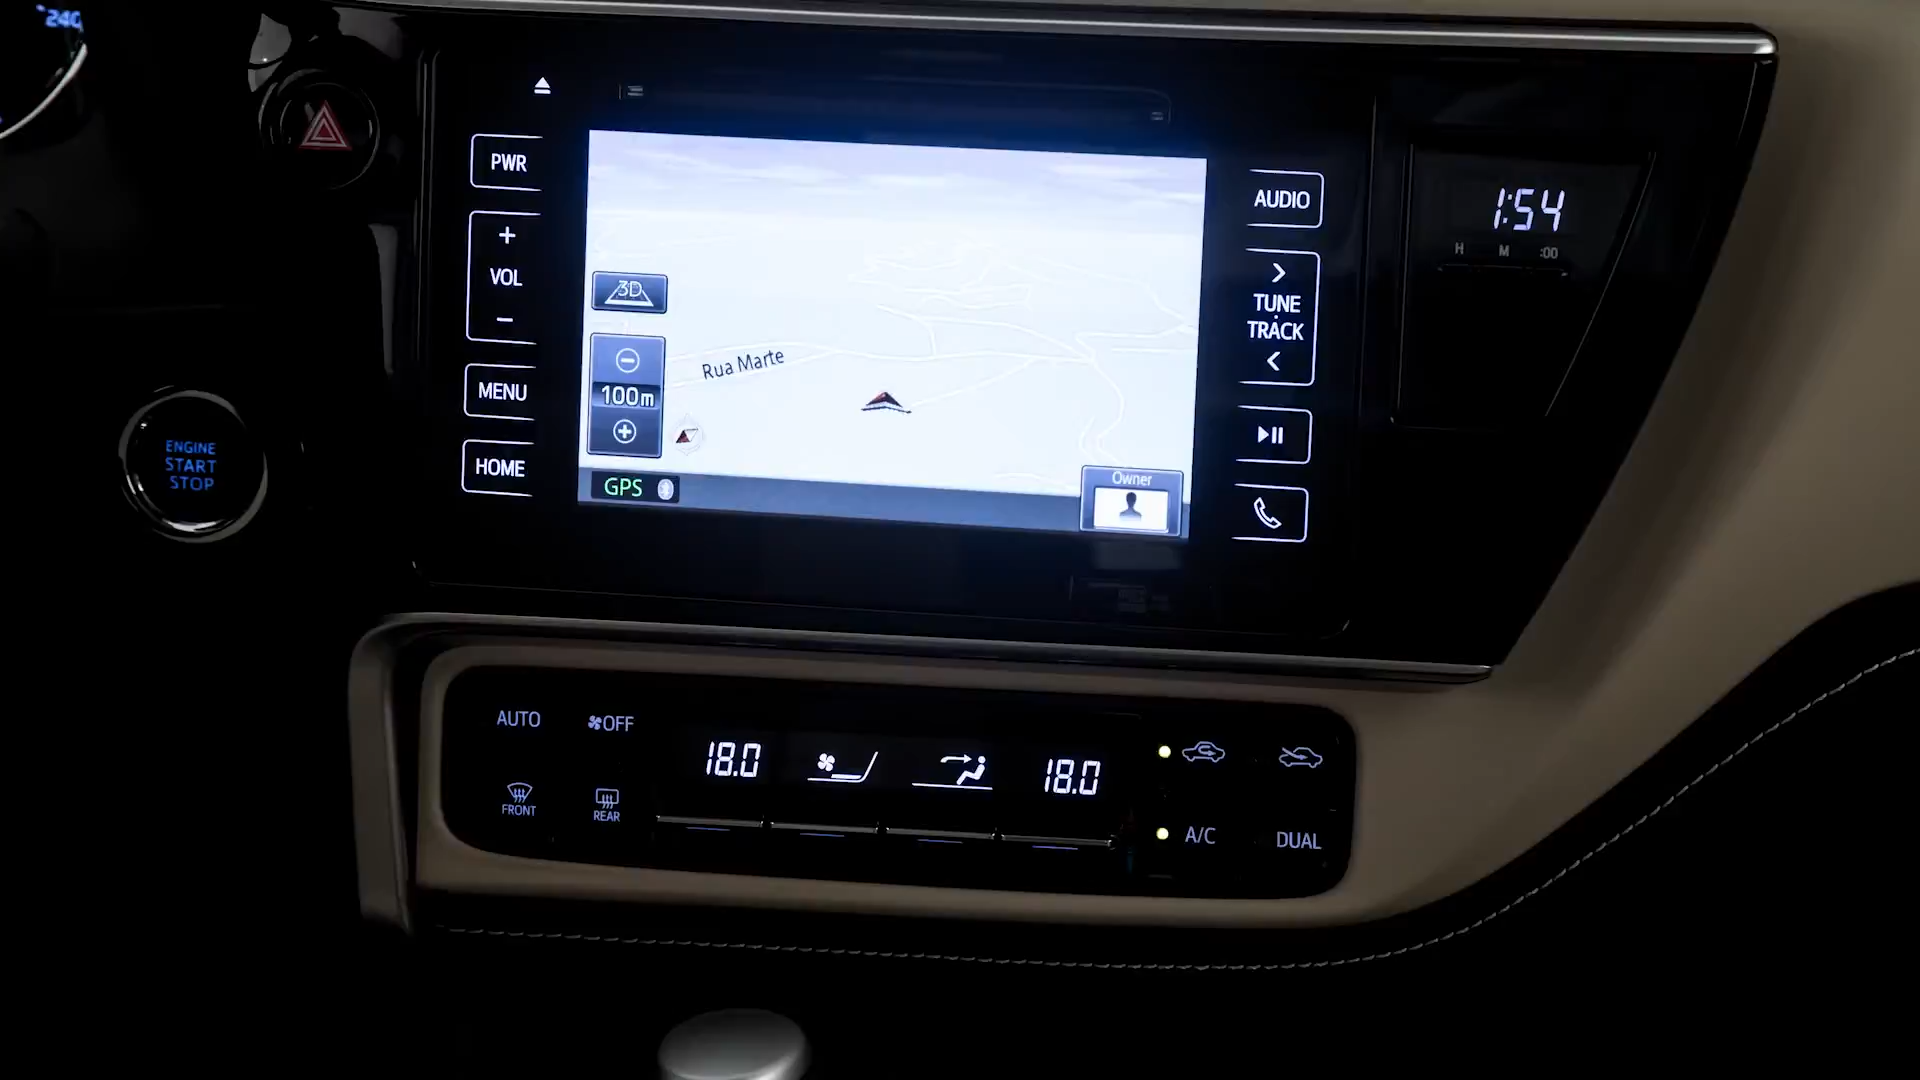 240
PWR
+
VOL
−
MENU
HOME
ENGINE
START
STOP
3D
100m
Rua Marte
GPS
Owner
AUDIO
TUNE
TRACK
1:54
H M :00
AUTO
OFF
FRONT
REAR
18.0
18.0
A/C
DUAL